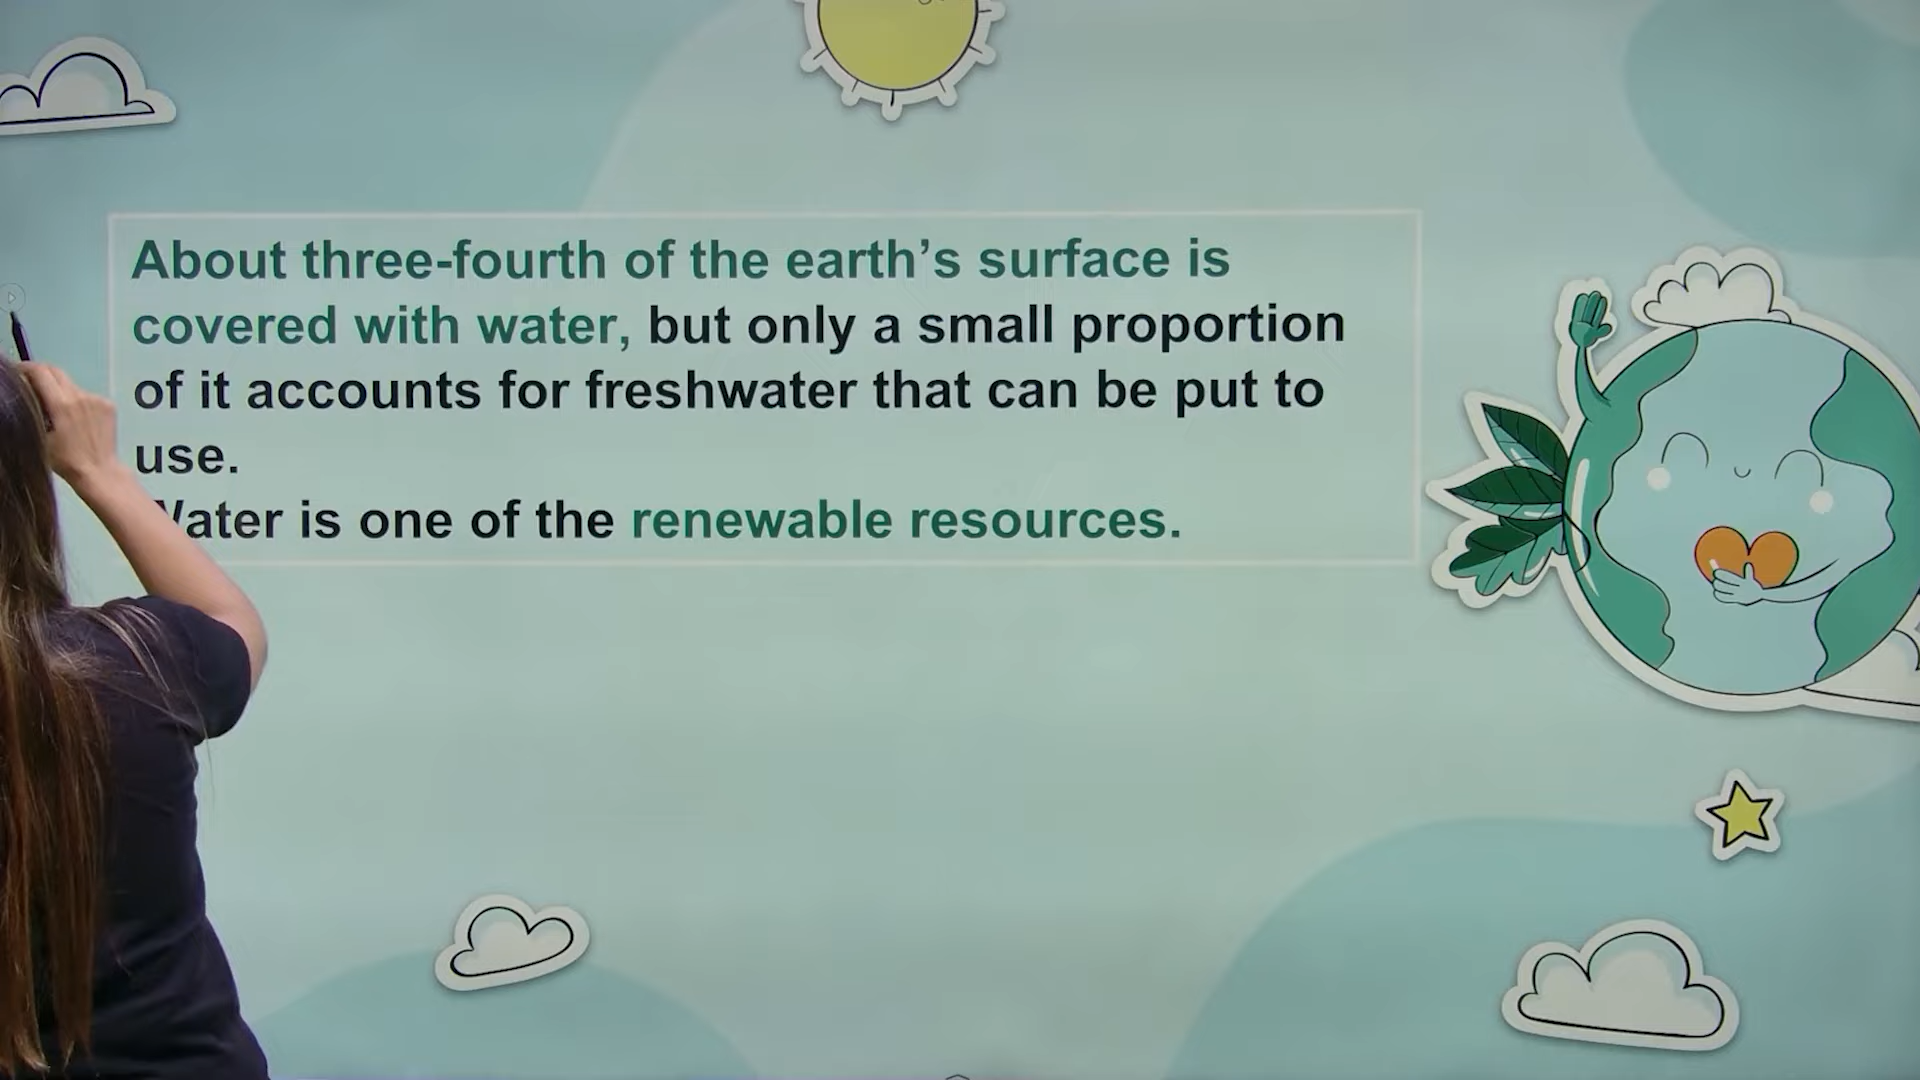 About three-fourth of the earth’s surface is
covered with water, but only a small proportion
of it accounts for freshwater that can be put to
use.
Water is one of the renewable resources.